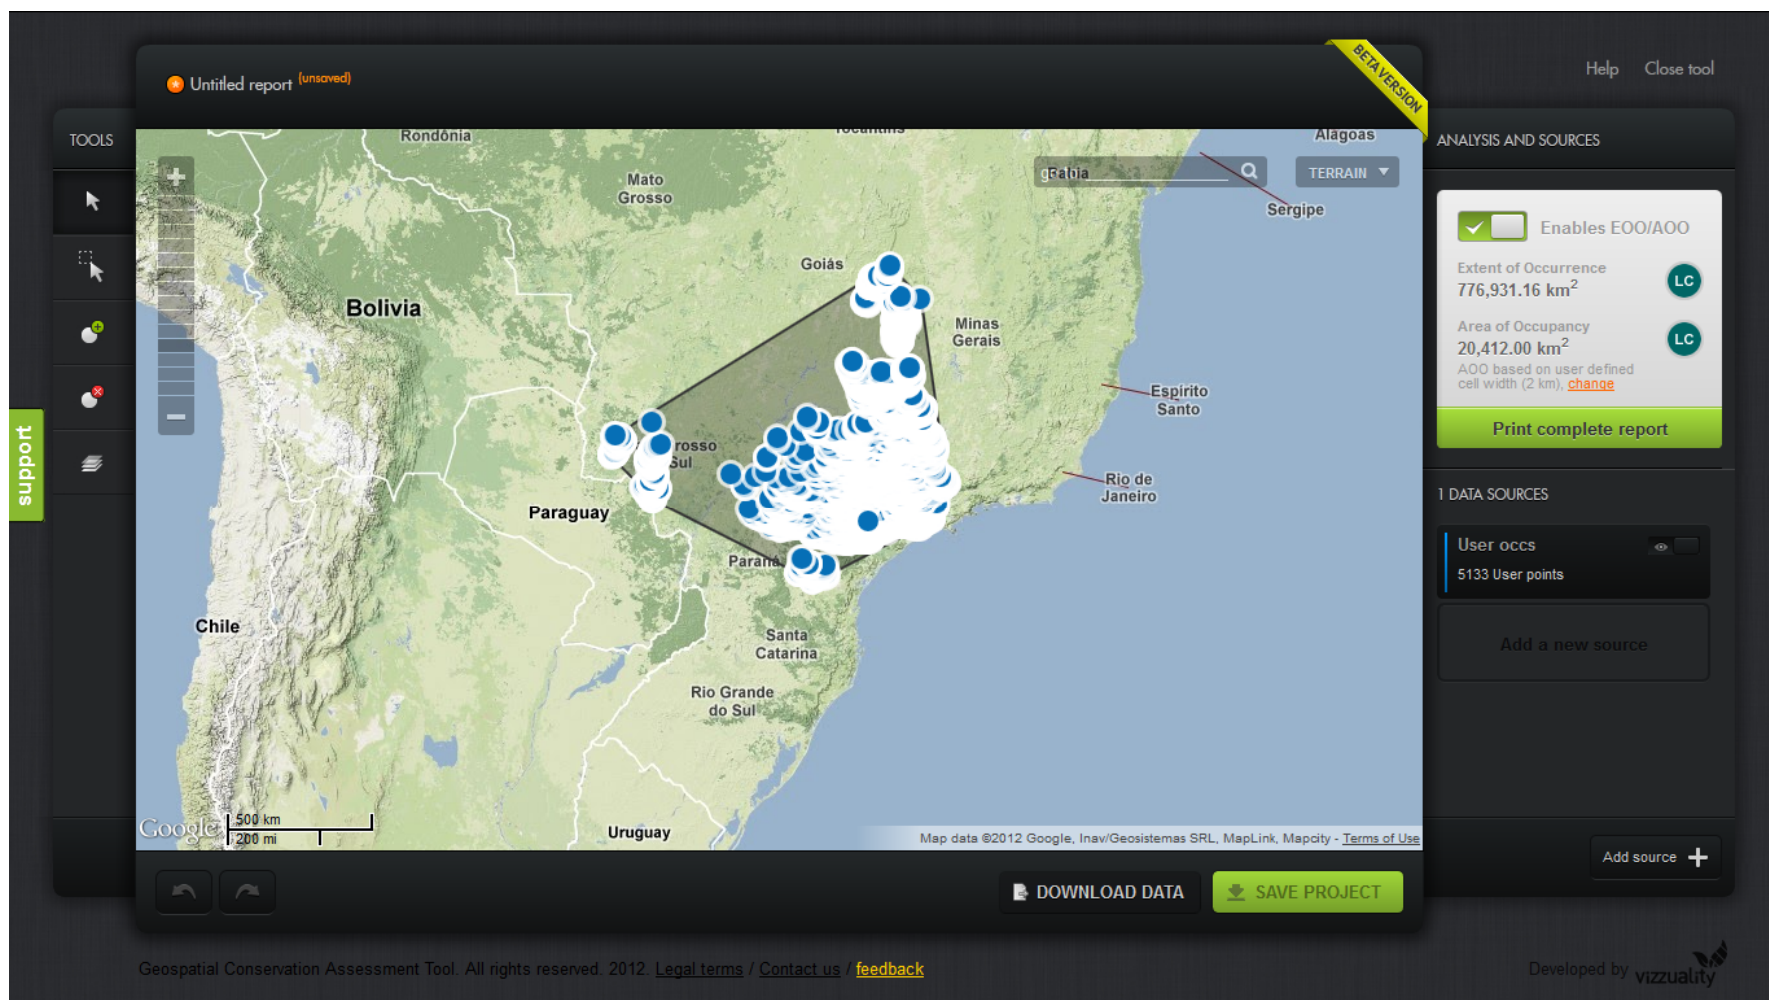 BETA VERSION
Untitled report (unsaved)
Help
Close tool
TOOLS
ANALYSIS AND SOURCES
Rondônia
Tocantins
Alagoas
Mato
Grosso
Bahia
TERRAIN
Sergipe
Goiás
Bolivia
Minas
Gerais
Espírito
Santo
rosso
Sul
Rio de
Janeiro
Paraguay
Paraná
Chile
Santa
Catarina
Rio Grande
do Sul
Uruguay
Google
500 km
200 mi
Map data ©2012 Google, Inav/Geosistemas SRL, MapLink, Mapcity - Terms of Use
Enables EOO/AOO
Extent of Occurrence
776,931.16 km2
LC
Area of Occupancy
20,412.00 km2
LC
AOO based on user defined
cell width (2 km), change
Print complete report
1 DATA SOURCES
User occs
5133 User points
Add a new source
Add source
support
DOWNLOAD DATA
SAVE PROJECT
Geospatial Conservation Assessment Tool. All rights reserved. 2012. Legal terms / Contact us / feedback
Developed by vizzuality